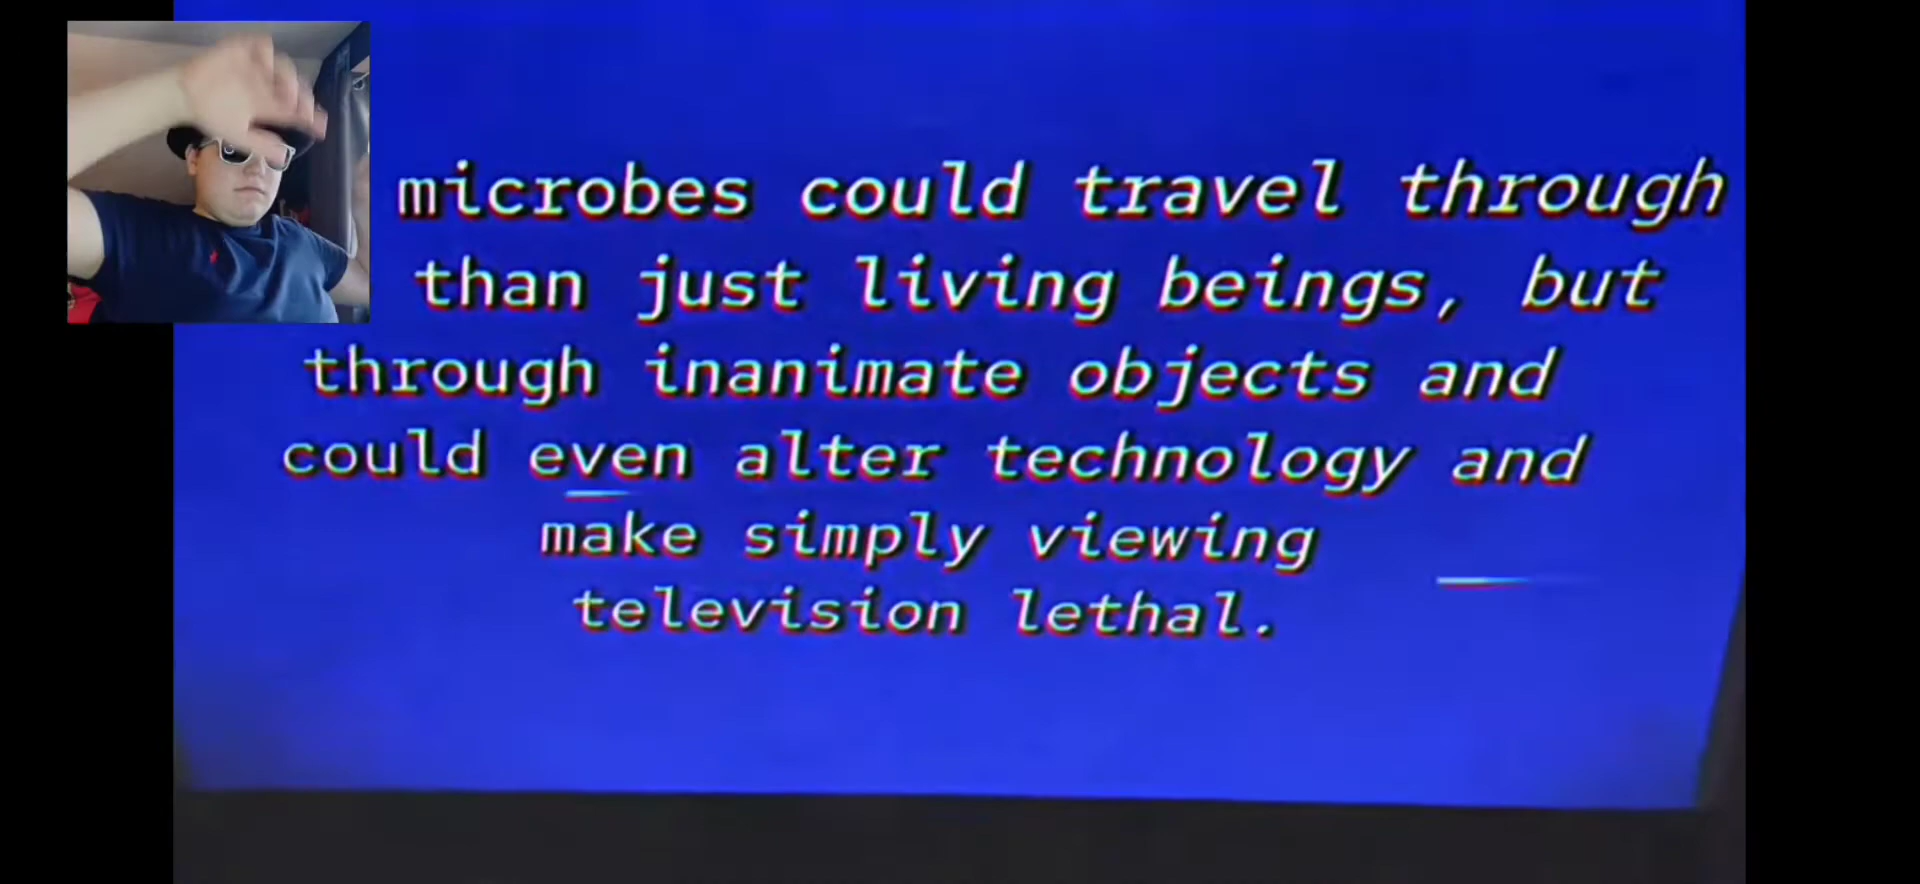 microbes could travel through
than just living beings, but
through inanimate objects and
could even alter technology and
make simply viewing
television lethal.